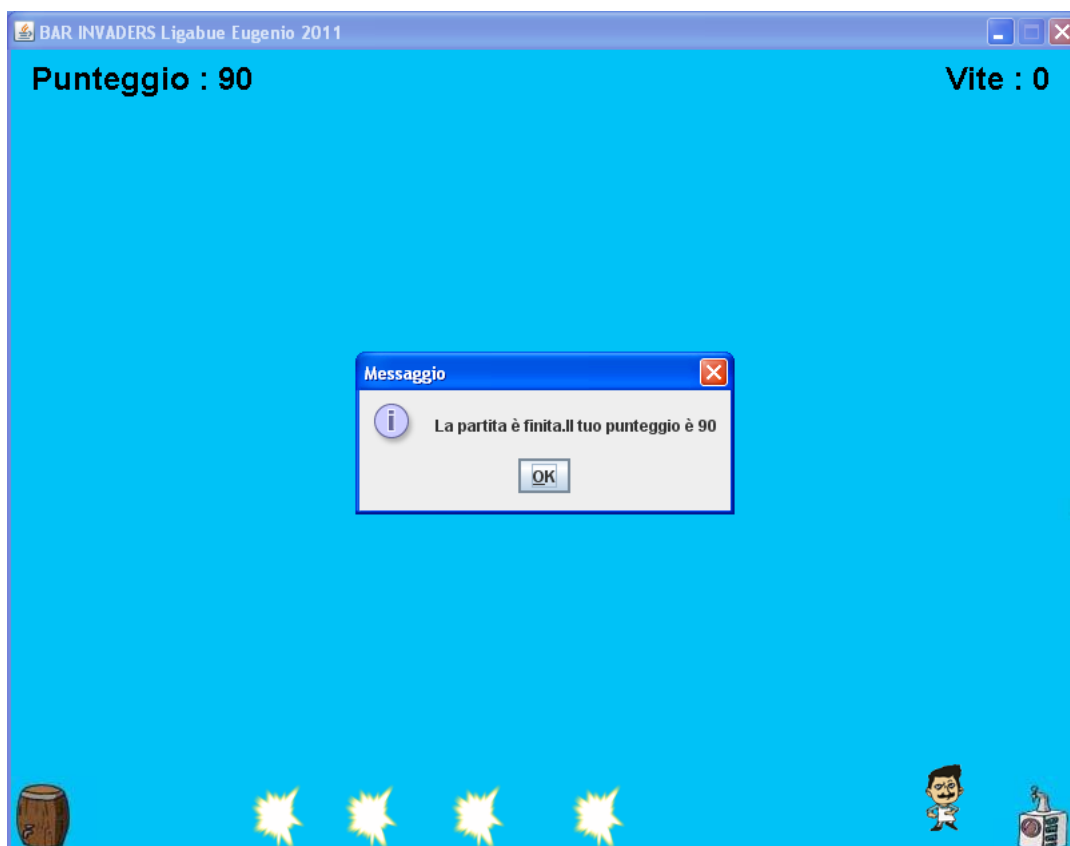 BAR INVADERS Ligabue Eugenio 2011
Punteggio : 90
Vite : 0
Messaggio
La partita è finita.Il tuo punteggio è 90
OK